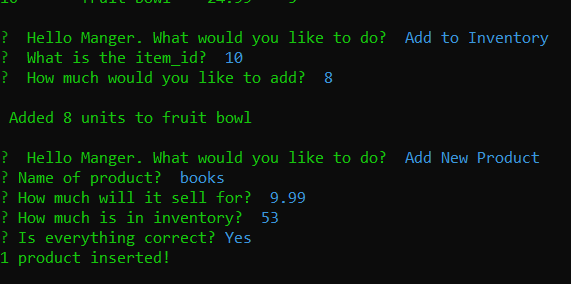 fruit bowl 24.99
?  Hello Manger. What would you like to do?  Add to Inventory
?  What is the item_id?  10
?  How much would you like to add?  8
Added 8 units to fruit bowl
?  Hello Manger. What would you like to do?  Add New Product
? Name of product?  books
? How much will it sell for?  9.99
? How much is in inventory?  53
? Is everything correct? Yes
1 product inserted!